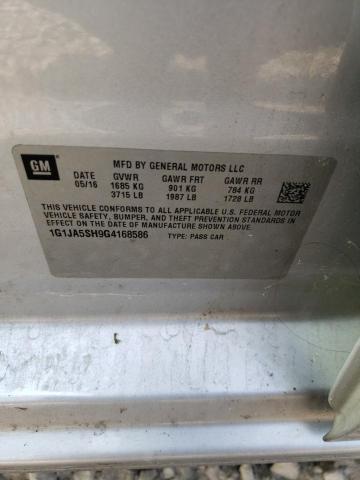 GM
MFD BY GENERAL MOTORS LLC
DATE GVWR GAWR FRT GAWR RR
05/16 1685 KG 901 KG 784 KG
3715 LB 1987 LB 1728 LB
THIS VEHICLE CONFORMS TO ALL APPLICABLE U.S. FEDERAL MOTOR
VEHICLE SAFETY, BUMPER, AND THEFT PREVENTION STANDARDS IN
EFFECT ON THE DATE OF MANUFACTURE SHOWN ABOVE.
1G1JA5SH9G4168586 TYPE: PASS CAR